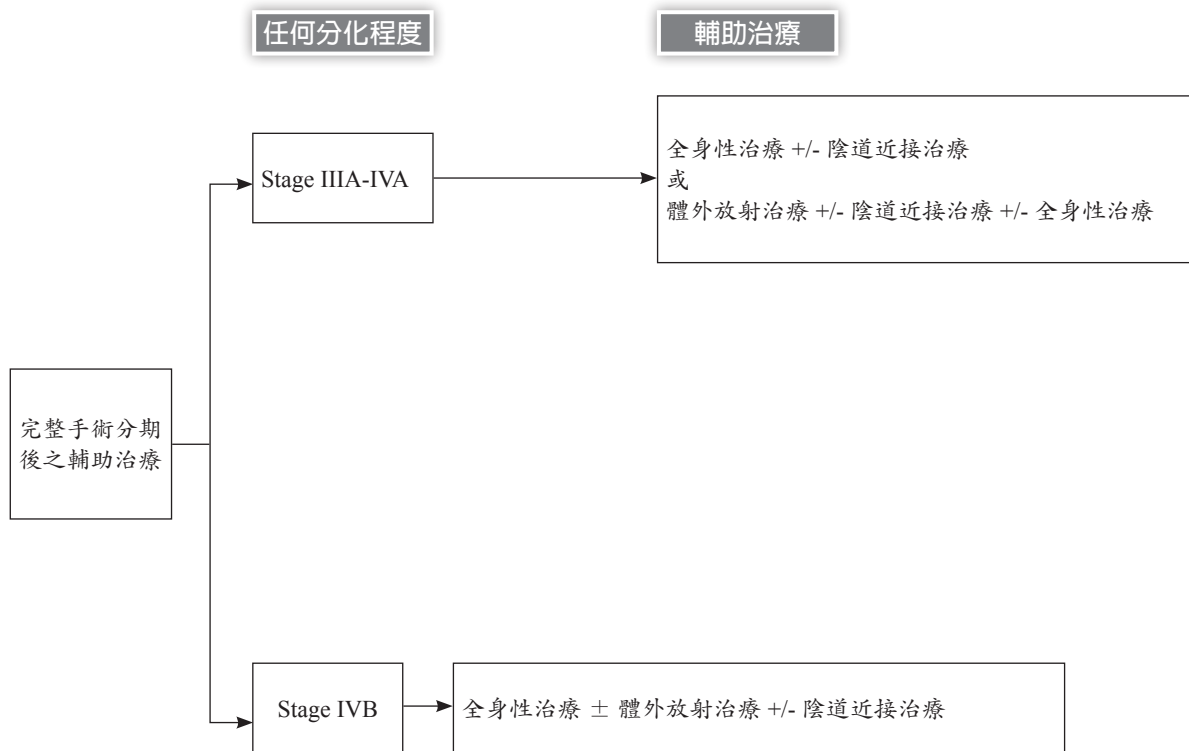 任何分化程度
輔助治療
Stage IIIA-IVA
全身性治療 +/- 陰道近接治療
或
體外放射治療 +/- 陰道近接治療 +/- 全身性治療
完整手術分期
後之輔助治療
Stage IVB
全身性治療 ± 體外放射治療 +/- 陰道近接治療